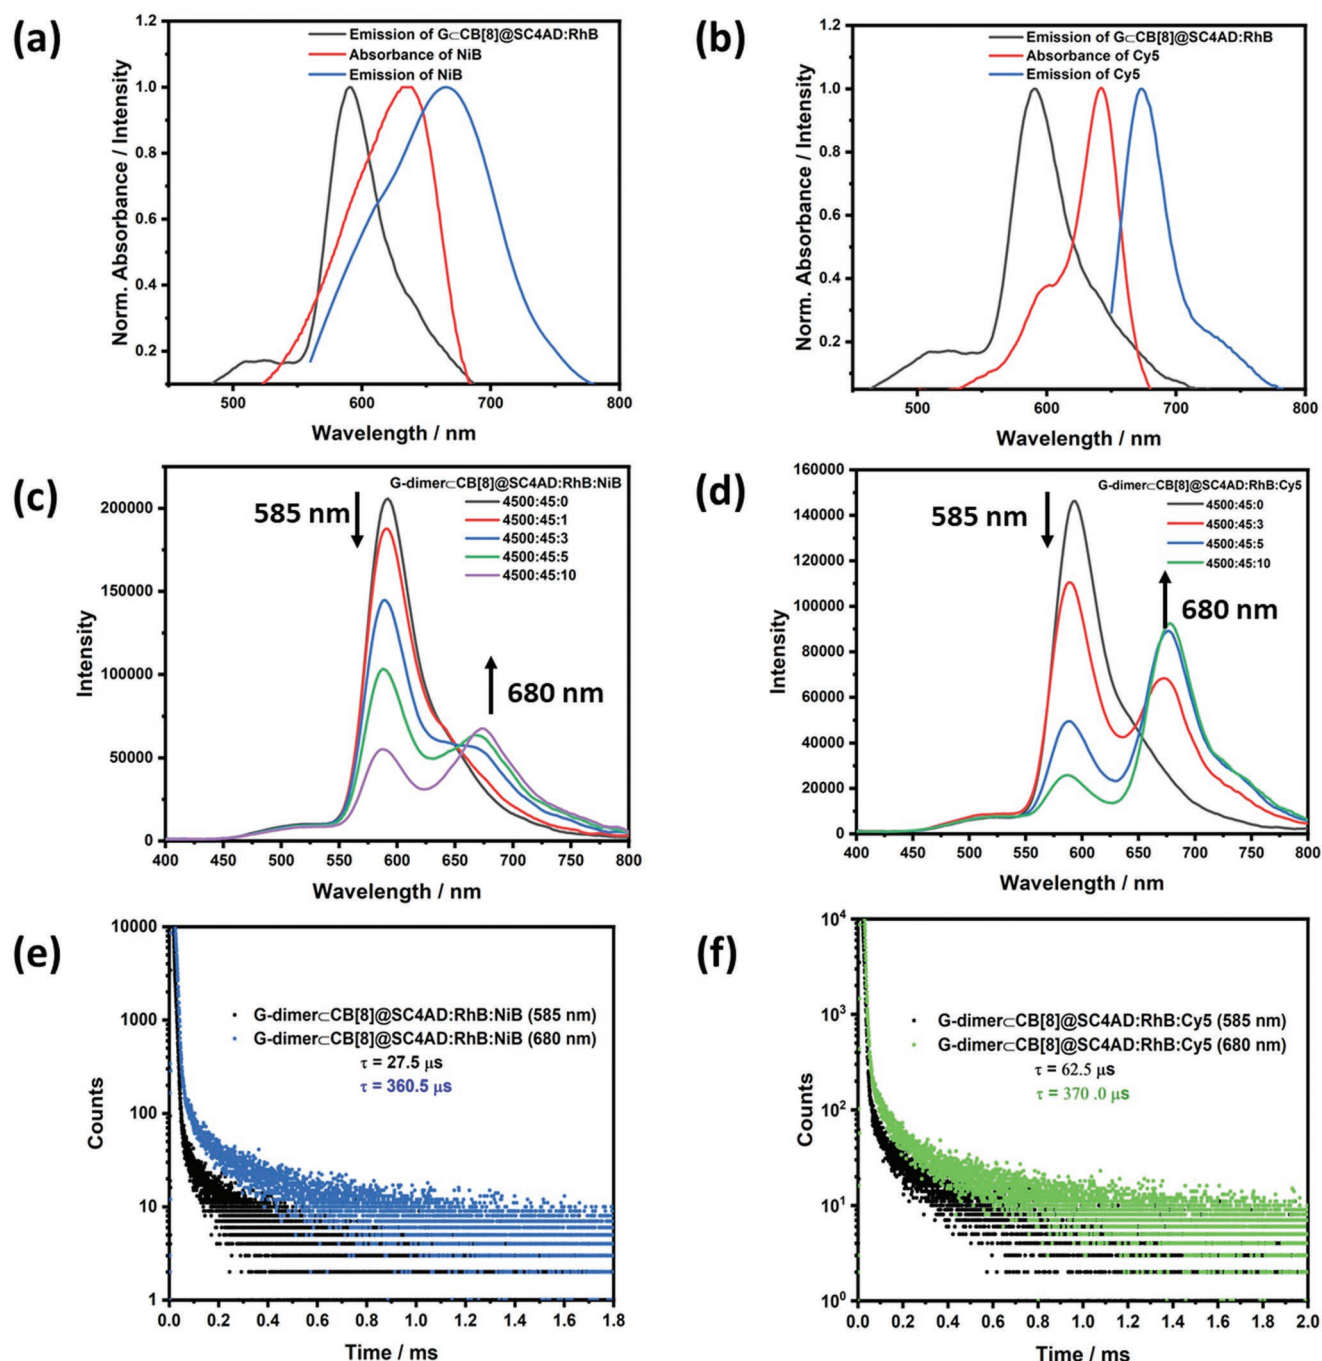 (a)
Emission of G⊂CB[8]@SC4AD:RhB
Absorbance of NiB
Emission of NiB
Norm. Absorbance / Intensity
1.2
1.0
0.8
0.6
0.4
0.2
500 600 700 800
Wavelength / nm
(b)
Emission of G⊂CB[8]@SC4AD:RhB
Absorbance of Cy5
Emission of Cy5
Norm. Absorbance / Intensity
1.2
1.0
0.8
0.6
0.4
0.2
500 600 700 800
Wavelength / nm
(c)
G-dimer⊂CB[8]@SC4AD:RhB:NiB
4500:45:0
4500:45:1
4500:45:3
4500:45:5
4500:45:10
585 nm
680 nm
Intensity
200000
150000
100000
50000
0
400 450 500 550 600 650 700 750 800
Wavelength / nm
(d)
G-dimer⊂CB[8]@SC4AD:RhB:Cy5
4500:45:0
4500:45:3
4500:45:5
4500:45:10
585 nm
680 nm
Intensity
160000
140000
120000
100000
80000
60000
40000
20000
0
400 450 500 550 600 650 700 750 800
Wavelength / nm
(e)
G-dimer⊂CB[8]@SC4AD:RhB:NiB (585 nm)
G-dimer⊂CB[8]@SC4AD:RhB:NiB (680 nm)
τ = 27.5 μs
τ = 360.5 μs
Counts
10000
1000
100
10
1
0.0 0.2 0.4 0.6 0.8 1.0 1.2 1.4 1.6 1.8
Time / ms
(f)
G-dimer⊂CB[8]@SC4AD:RhB:Cy5 (585 nm)
G-dimer⊂CB[8]@SC4AD:RhB:Cy5 (680 nm)
τ = 62.5 μs
τ = 370 .0 μs
Counts
10⁴
10³
10²
10¹
10⁰
0.0 0.2 0.4 0.6 0.8 1.0 1.2 1.4 1.6 1.8 2.0
Time / ms